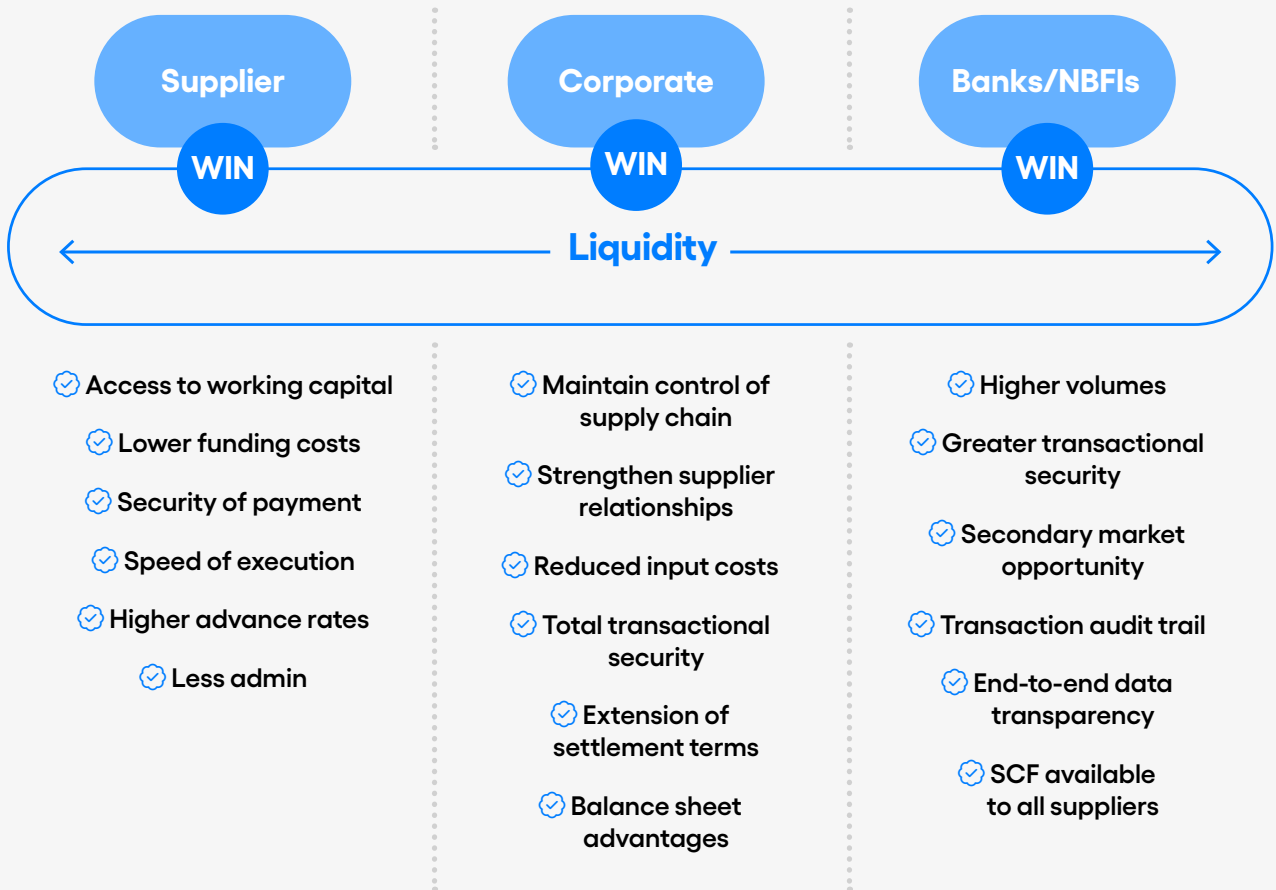 Supplier
Corporate
Banks/NBFIs
WIN
WIN
WIN
Liquidity
Access to working capital
Lower funding costs
Security of payment
Speed of execution
Higher advance rates
Less admin
Maintain control of
supply chain
Strengthen supplier
relationships
Reduced input costs
Total transactional
security
Extension of
settlement terms
Balance sheet
advantages
Higher volumes
Greater transactional
security
Secondary market
opportunity
Transaction audit trail
End-to-end data
transparency
SCF available
to all suppliers